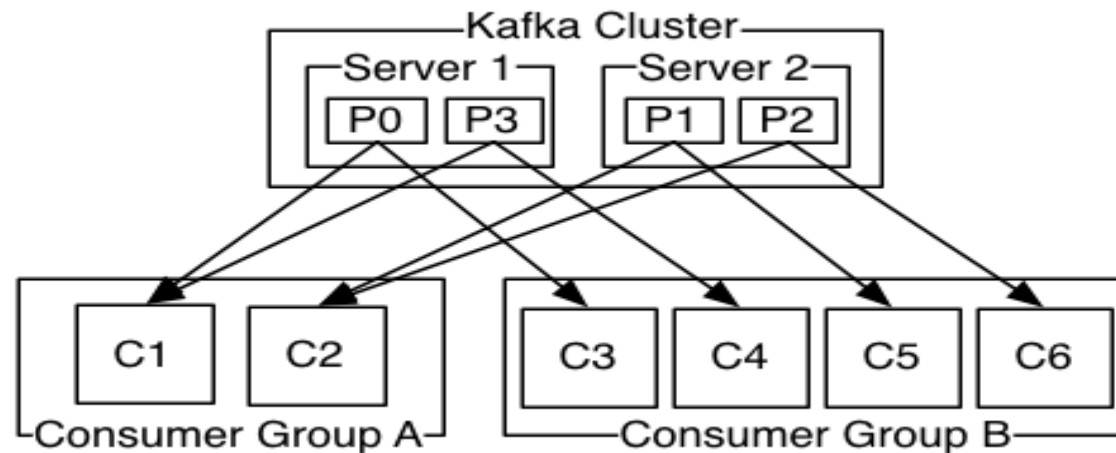 Kafka Cluster
Server 1 Server 2
P0 P3 P1 P2
C1 C2 C3 C4 C5 C6
Consumer Group A Consumer Group B